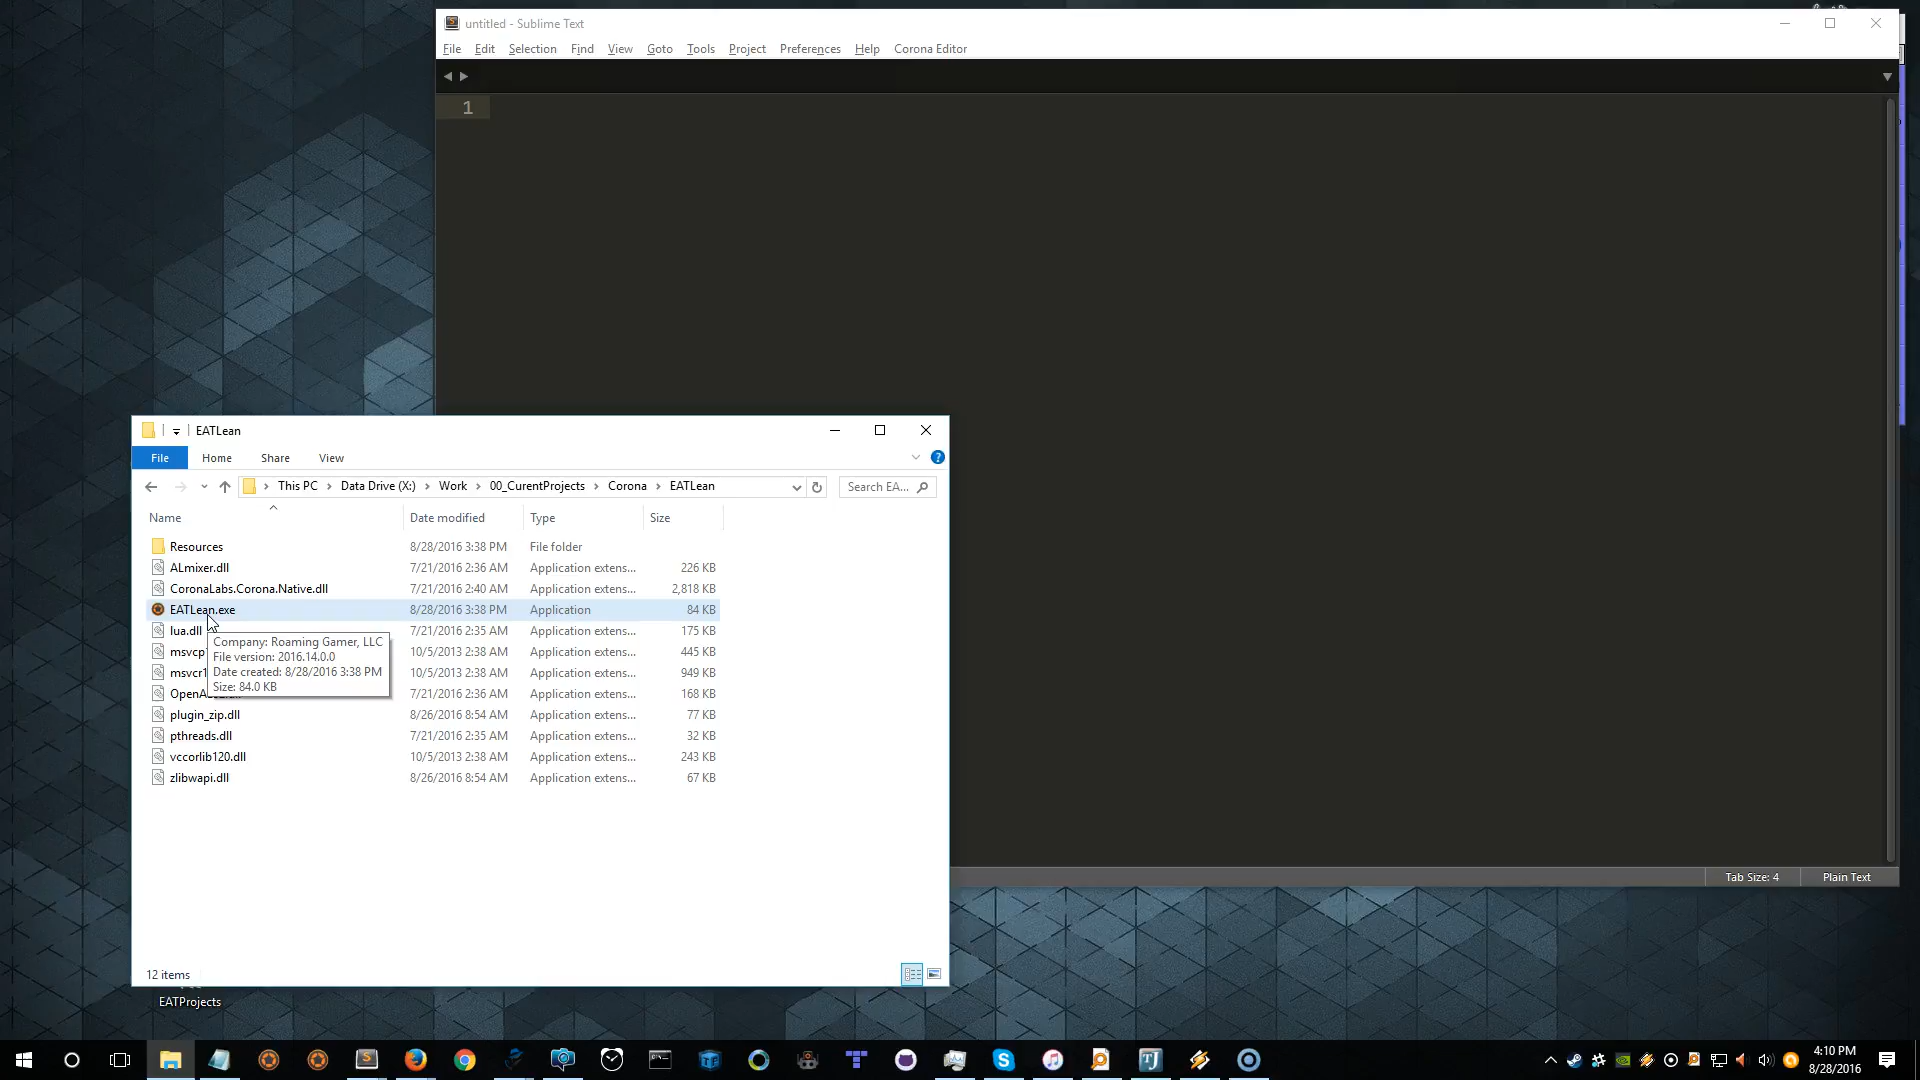 untitled - Sublime Text
File Edit Selection Find View Goto Tools Project Preferences Help Corona Editor
1
EATLean
File Home Share View
This PC Data Drive (X:) Work 00_CurentProjects Corona EATLean Search EA...
Name Date modified Type Size
Resources 8/28/2016 3:38 PM File folder
ALmixer.dll 7/21/2016 2:36 AM Application extens... 226 KB
CoronaLabs.Corona.Native.dll 7/21/2016 2:40 AM Application extens... 2,818 KB
EATLean.exe 8/28/2016 3:38 PM Application 84 KB
lua.dll 7/21/2016 2:35 AM Application extens... 175 KB
10/5/2013 2:38 AM Application extens... 445 KB
10/5/2013 2:38 AM Application extens... 949 KB
7/21/2016 2:36 AM Application extens... 168 KB
Company: Roaming Gamer, LLC
File version: 2016.14.0.0
Date created: 8/28/2016 3:38 PM
Size: 84.0 KB
plugin_zip.dll 8/26/2016 8:54 AM Application extens... 77 KB
pthreads.dll 7/21/2016 2:35 AM Application extens... 32 KB
vccorlib120.dll 10/5/2013 2:38 AM Application extens... 243 KB
zlibwapi.dll 8/26/2016 8:54 AM Application extens... 67 KB
12 items
Tab Size: 4 Plain Text
EATProjects
4:10 PM
8/28/2016